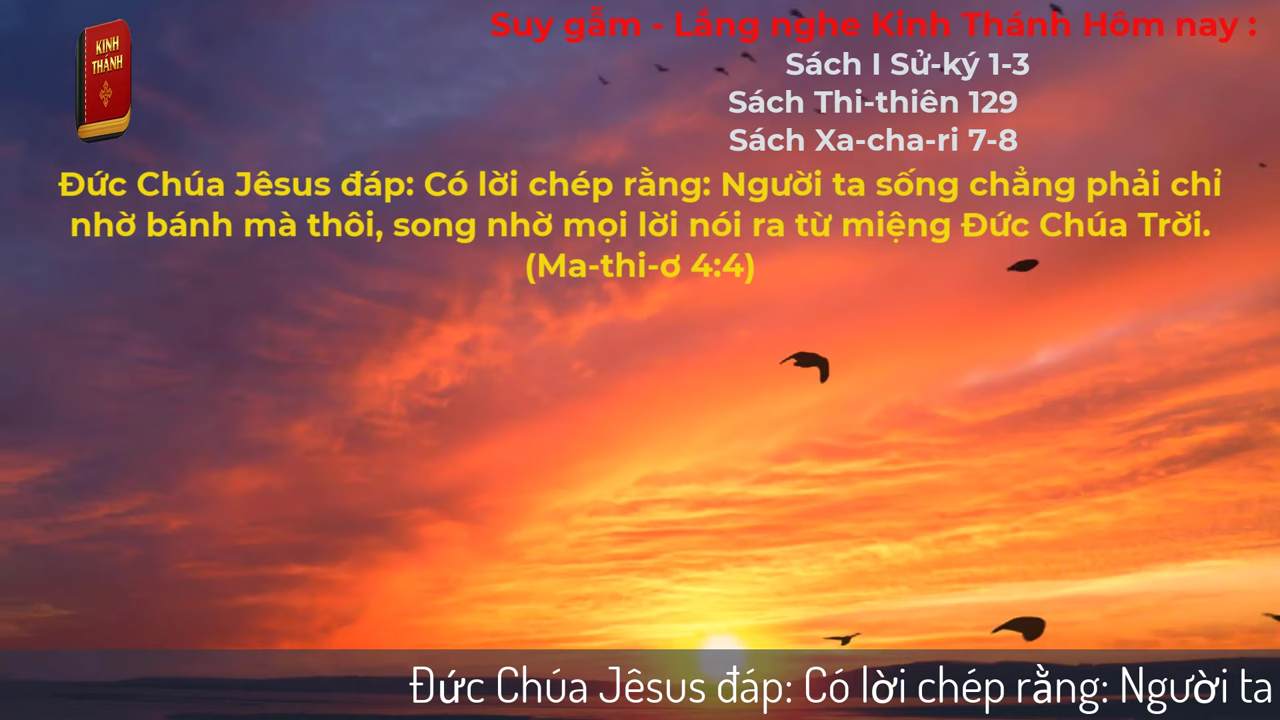 KINH
THÁNH
Suy gẫm - Lắng nghe Kinh Thánh Hôm nay :
Sách I Sử-ký 1-3
Sách Thi-thiên 129
Sách Xa-cha-ri 7-8
Đức Chúa Jêsus đáp: Có lời chép rằng: Người ta sống chẳng phải chỉ
nhờ bánh mà thôi, song nhờ mọi lời nói ra từ miệng Đức Chúa Trời.
(Ma-thi-ơ 4:4)
Đức Chúa Jêsus đáp: Có lời chép rằng: Người ta